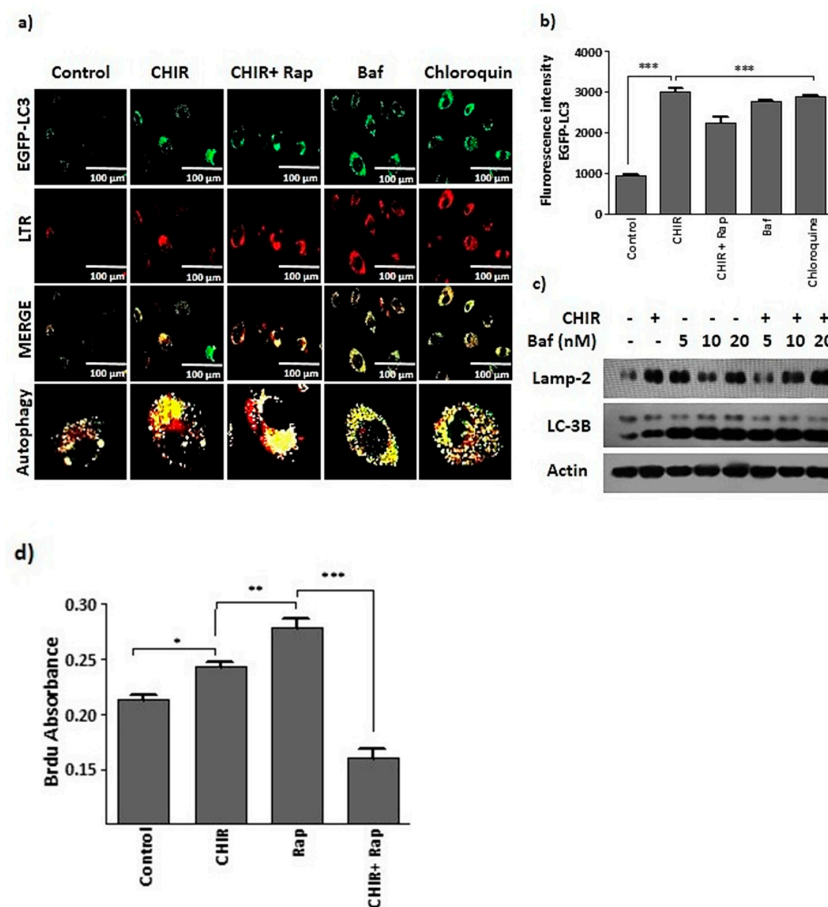 a)
Control CHIR CHIR+ Rap Baf Chloroquin
EGFP-LC3
100 µm 100 µm 100 µm 100 µm 100 µm
LTR
100 µm 100 µm 100 µm 100 µm 100 µm
MERGE
100 µm 100 µm 100 µm 100 µm 100 µm
Autophagy
b)
Flurorescence intensity
EGFP-LC3
4000
3000
2000
1000
0
*** ***
Control CHIR CHIR+ Rap Baf Chloroquine
c)
CHIR - + - - - + + +
Baf (nM) - - 5 10 20 5 10 20
Lamp-2
LC-3B
Actin
d)
Brdu Absorbance
0.30
0.25
0.20
0.15
* ** ***
Control CHIR Rap CHIR+ Rap